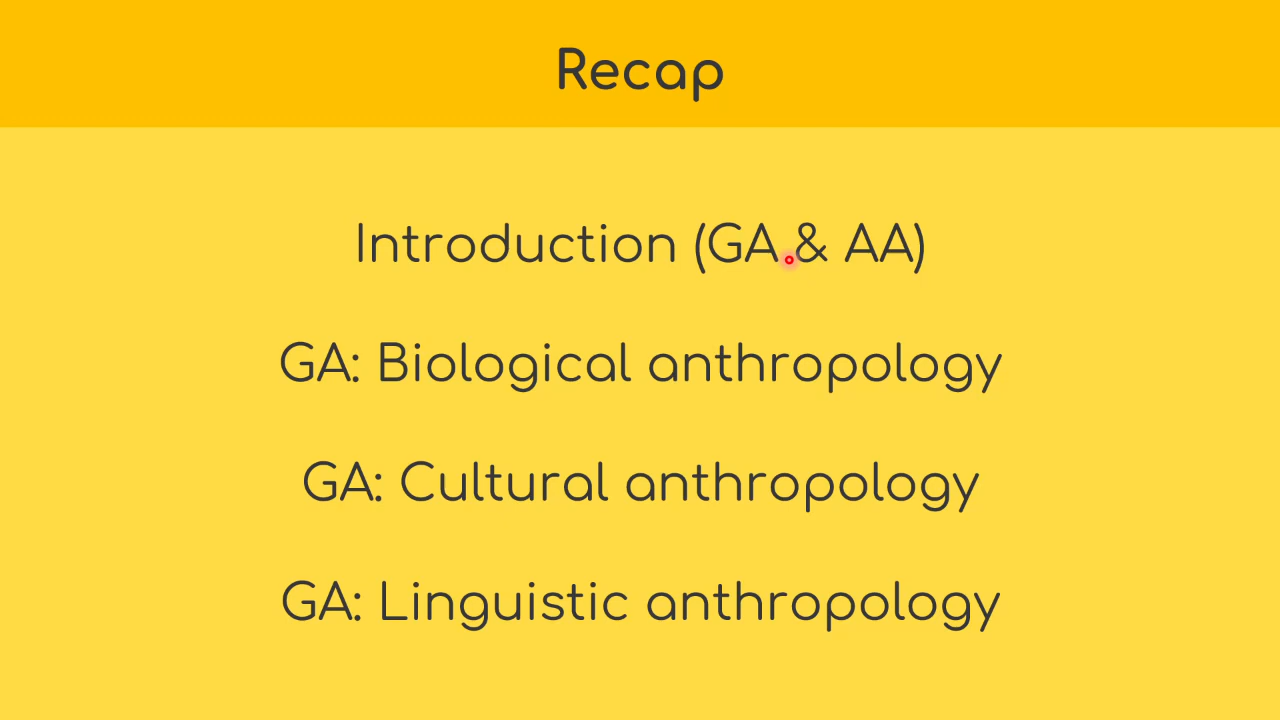 Recap
Introduction (GA & AA)
GA: Biological anthropology
GA: Cultural anthropology
GA: Linguistic anthropology